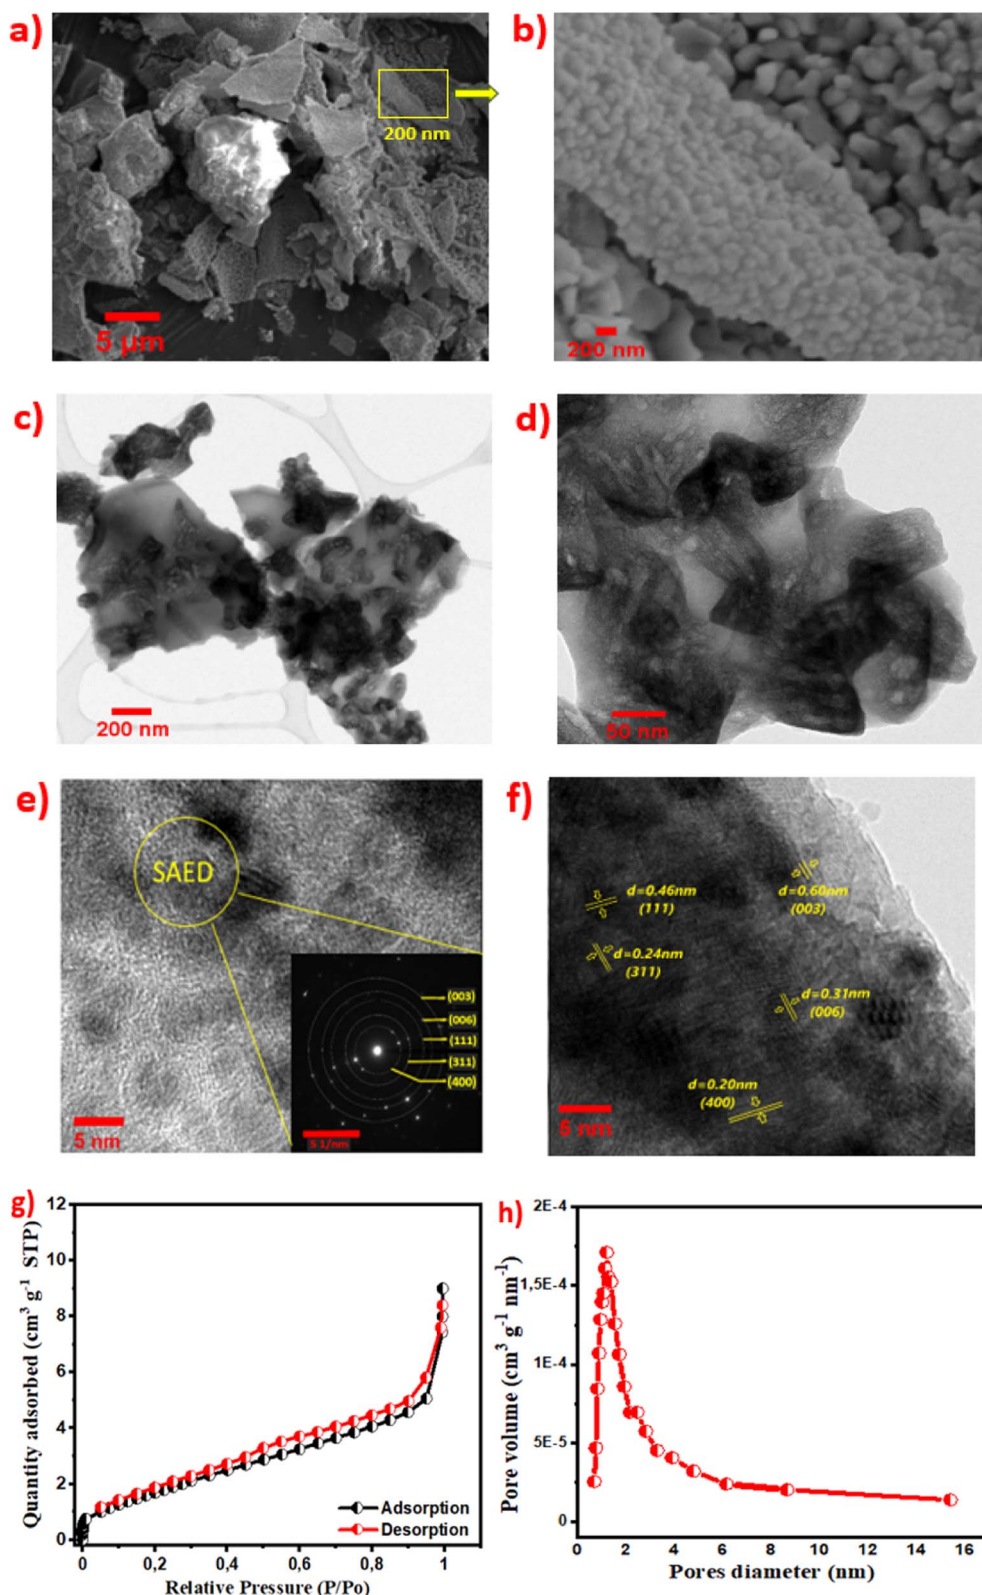 a)
200 nm
5 µm
b)
200 nm
c)
200 nm
d)
50 nm
e)
SAED
(003)
(006)
(111)
(311)
(400)
5 1/nm
5 nm
f)
d=0.46nm
(111)
d=0.60nm
(003)
d=0.24nm
(311)
d=0.31nm
(006)
d=0.20nm
(400)
5 nm
g)
Quantity adsorbed (cm³ g⁻¹ STP)
12
10
8
6
4
2
0
Adsorption
Desorption
0
0,2
0,4
0,6
0,8
1
Relative Pressure (P/Po)
h)
Pore volume (cm³ g⁻¹ nm⁻¹)
2E-4
1,5E-4
1E-4
5E-5
0
0 2 4 6 8 10 12 14 16
Pores diameter (nm)